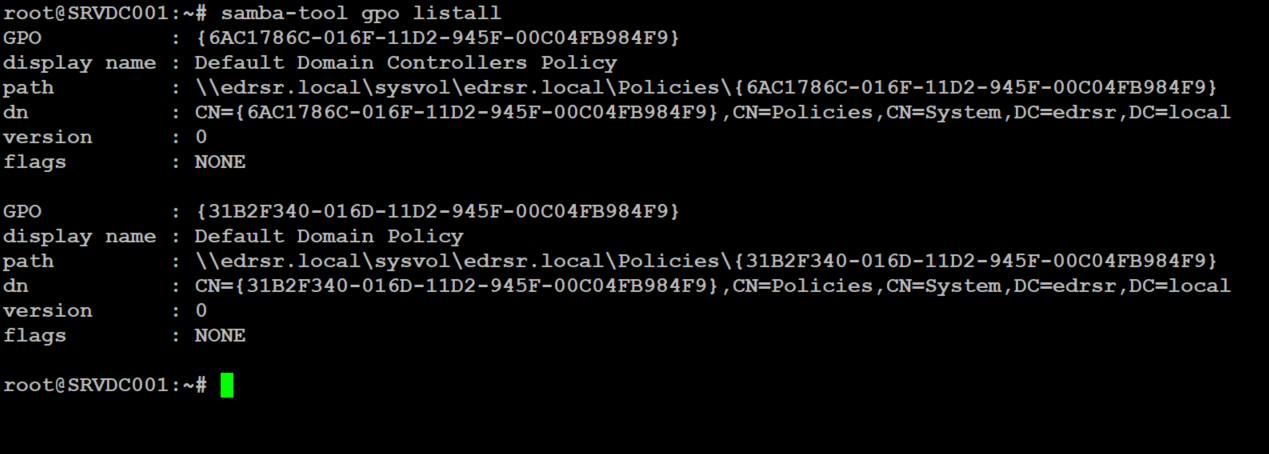 root@SRVDC001:~# samba-tool gpo listall
GPO          : {6AC1786C-016F-11D2-945F-00C04FB984F9}
display name : Default Domain Controllers Policy
path         : \\edrsr.local\sysvol\edrsr.local\Policies\{6AC1786C-016F-11D2-945F-00C04FB984F9}
dn           : CN={6AC1786C-016F-11D2-945F-00C04FB984F9},CN=Policies,CN=System,DC=edrsr,DC=local
version      : 0
flags        : NONE

GPO          : {31B2F340-016D-11D2-945F-00C04FB984F9}
display name : Default Domain Policy
path         : \\edrsr.local\sysvol\edrsr.local\Policies\{31B2F340-016D-11D2-945F-00C04FB984F9}
dn           : CN={31B2F340-016D-11D2-945F-00C04FB984F9},CN=Policies,CN=System,DC=edrsr,DC=local
version      : 0
flags        : NONE

root@SRVDC001:~#